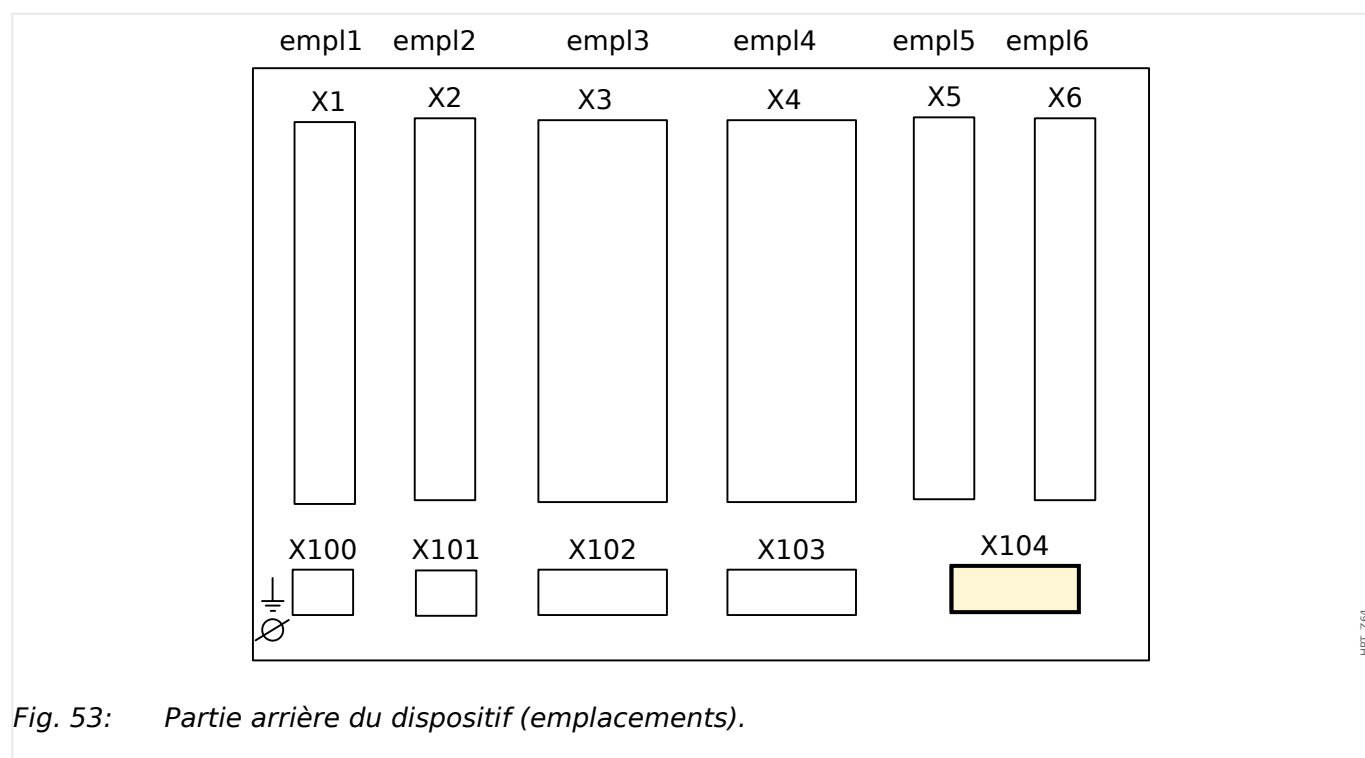 empl1 empl2 empl3 empl4 empl5 empl6
X1 X2 X3 X4 X5 X6
X100 X101 X102 X103 X104
Fig. 53: Partie arrière du dispositif (emplacements).